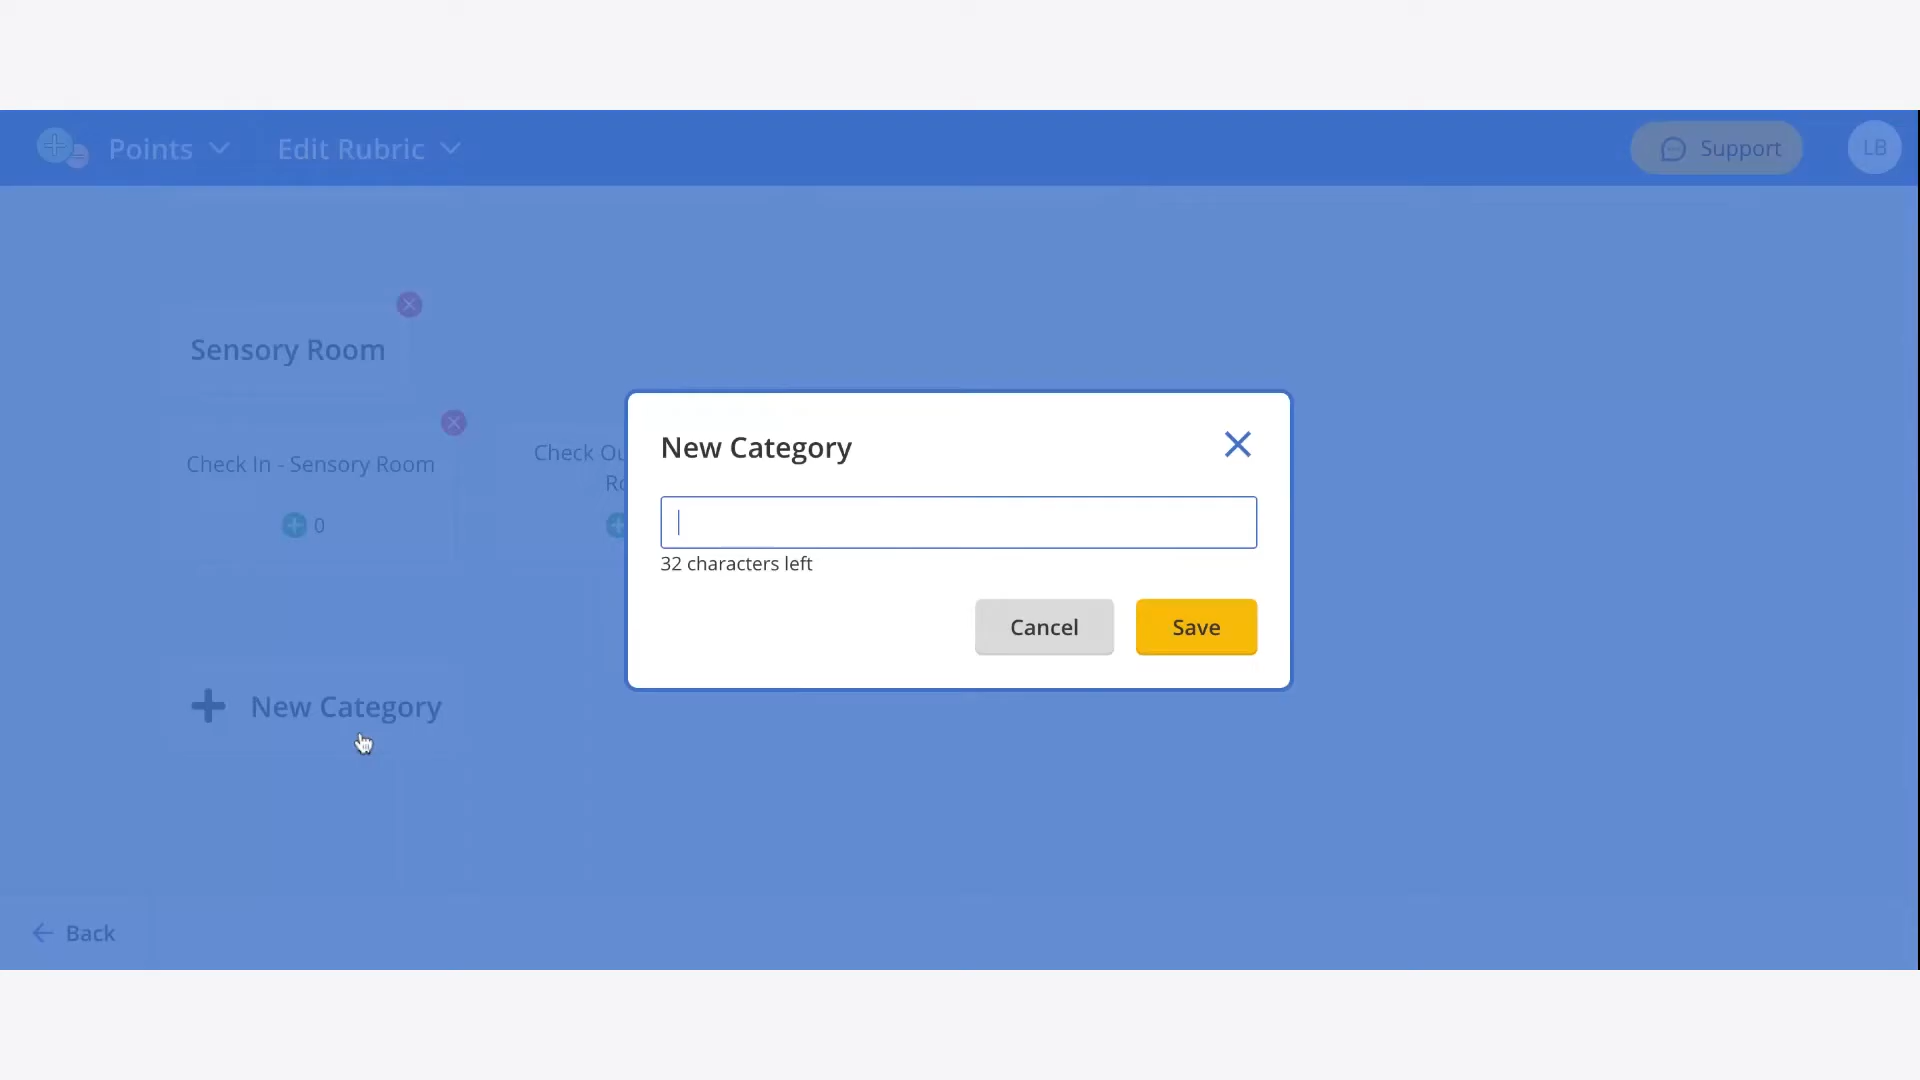 Points
Edit Rubric
Support
LB
Sensory Room
Check In - Sensory Room
0
Check
New Category
32 characters left
Cancel
Save
New Category
Back